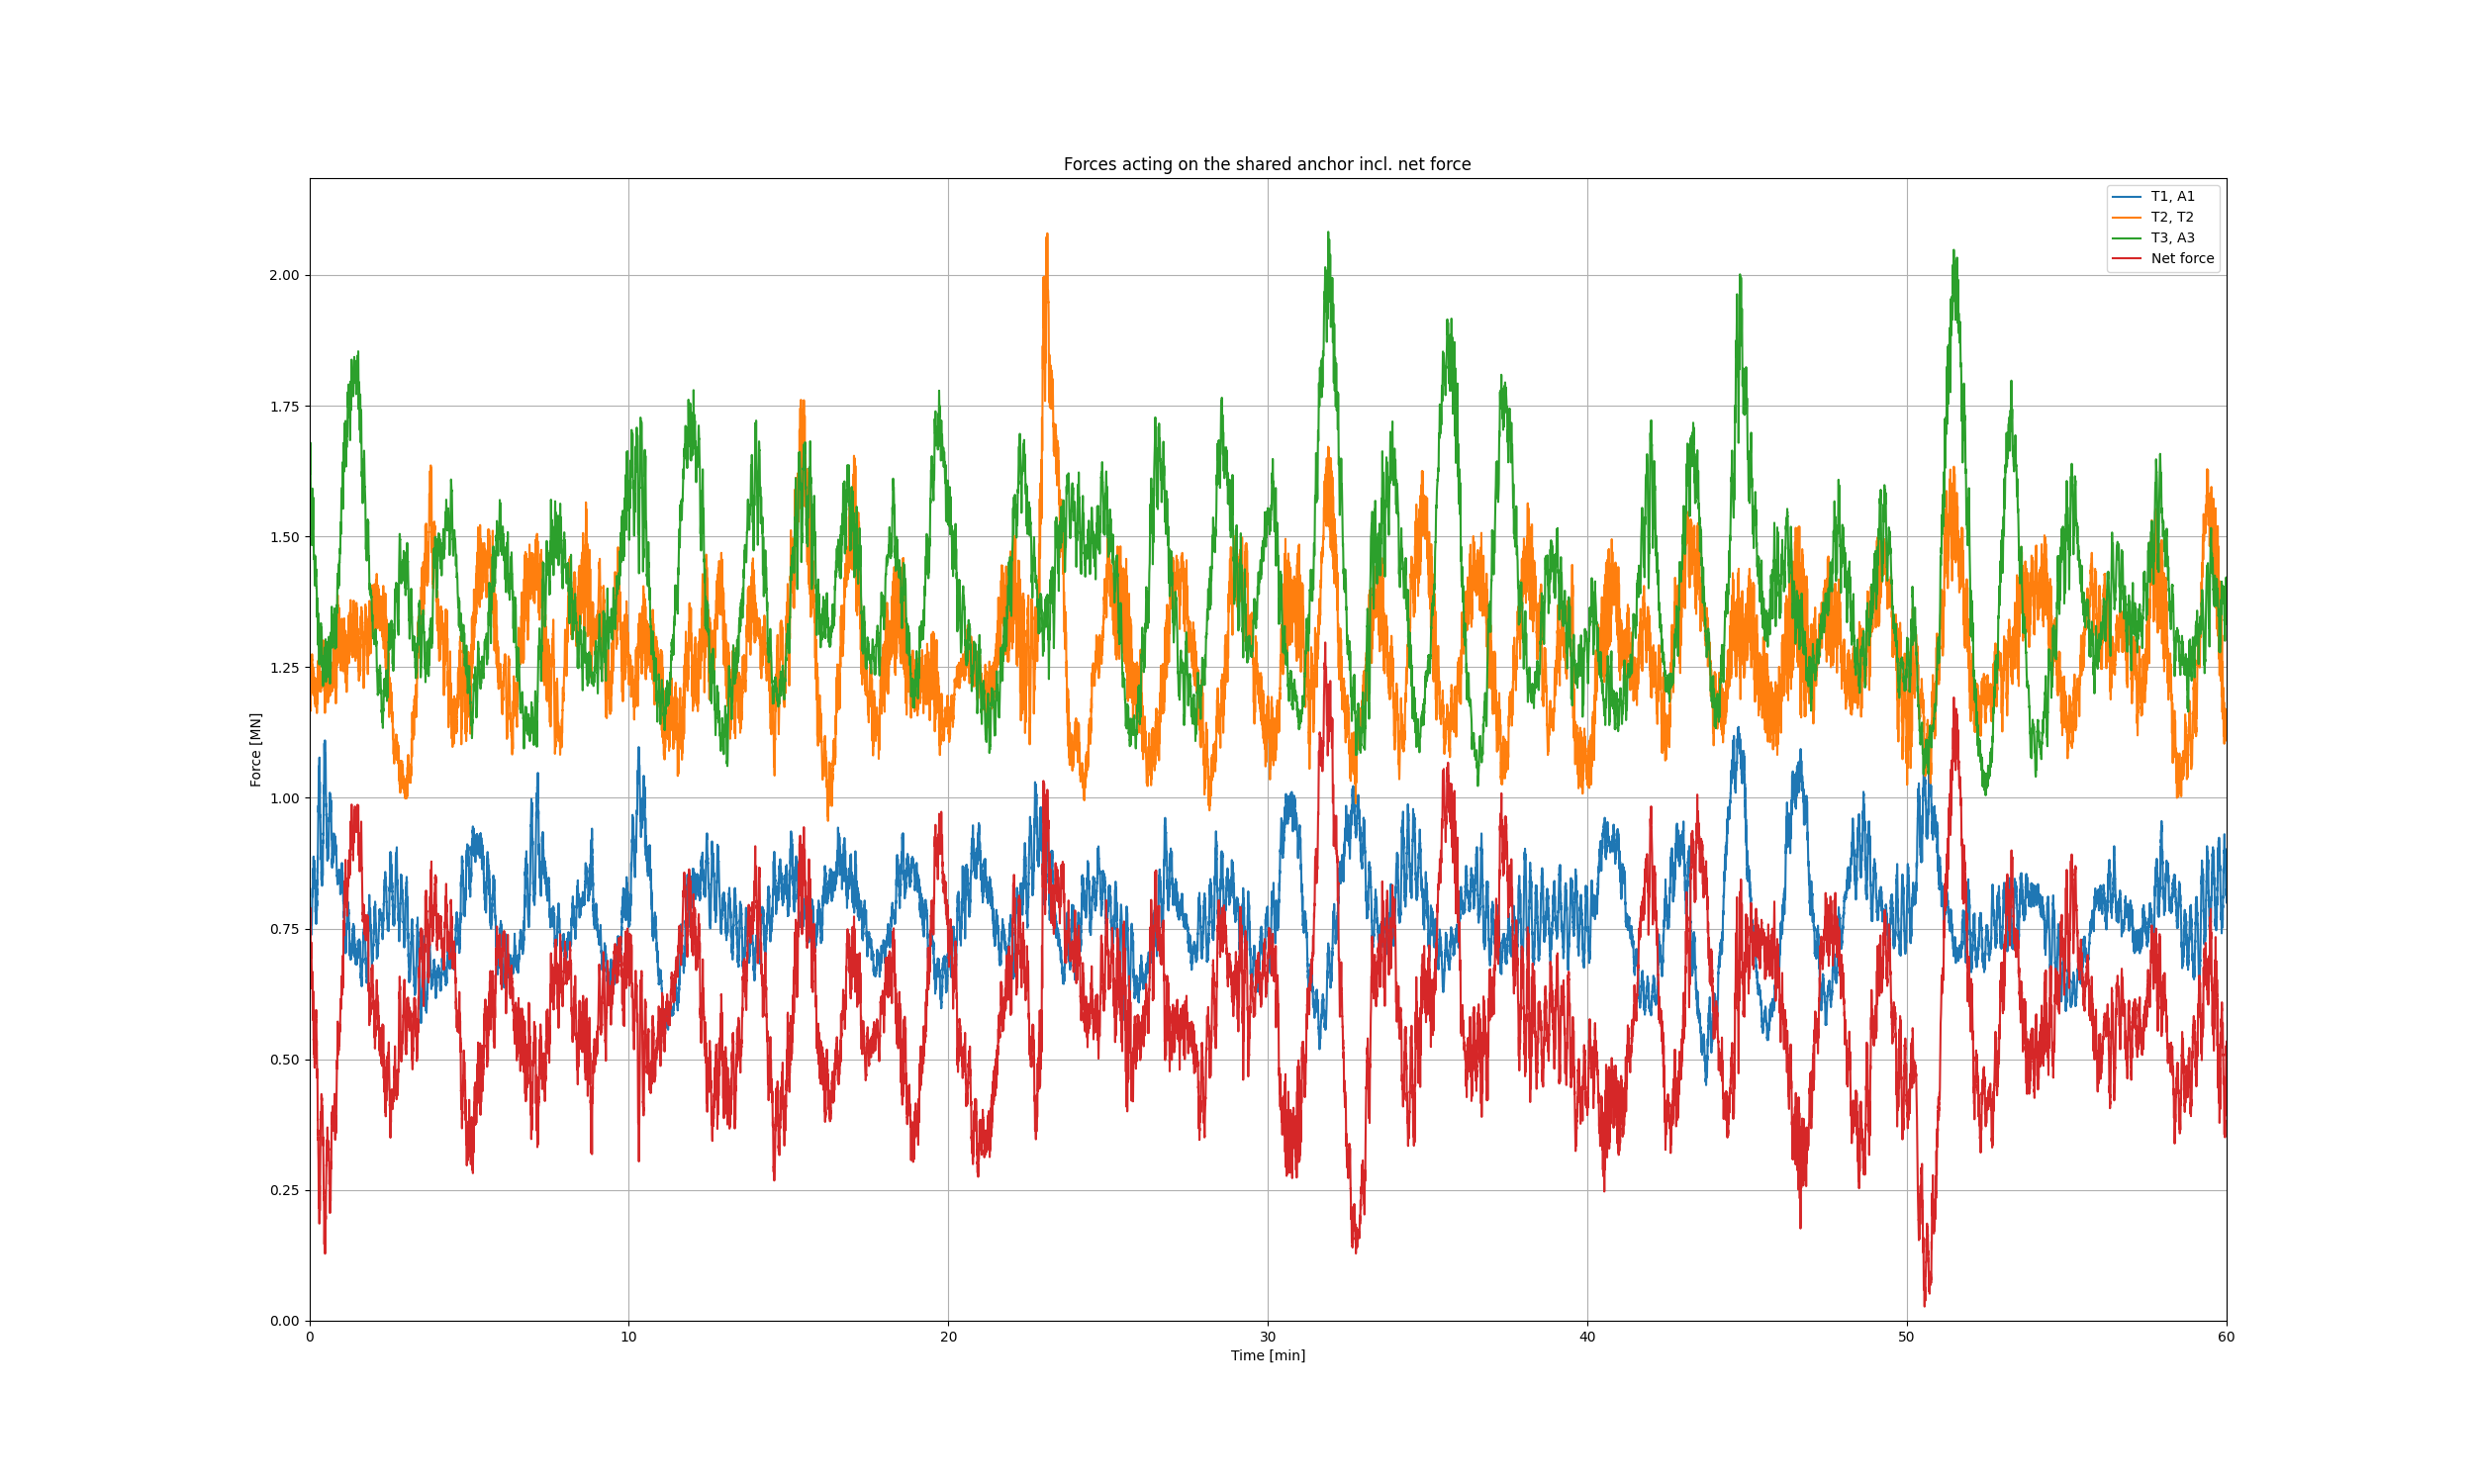 Forces acting on the shared anchor incl. net force
T1, A1
T2, T2
T3, A3
Net force
2.00
1.75
1.50
1.25
1.00
0.75
0.50
0.25
0.00
Force [MN]
0 10 20 30 40 50 60
Time [min]